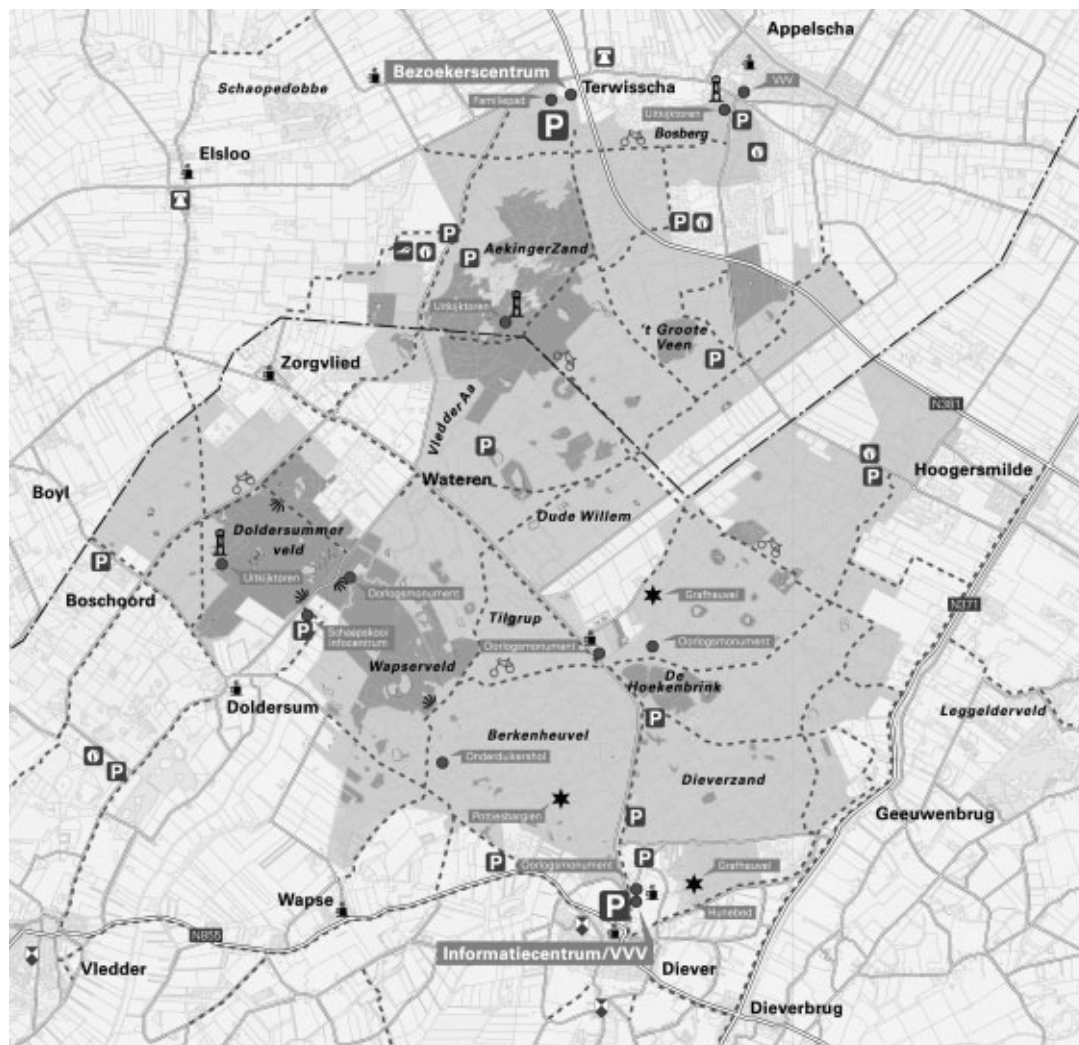 Appelscha
Bezoekerscentrum
VVV
Schaopedobbe
Terwisscha
Familiepad
P
Uitkijktoren
P
Bosberg
Elsloo
P
P
AekingerZand
P
Uitkijktoren
't Groote
Veen
P
Zorgvlied
Vledder Aa
N381
P
Wateren
Hoogersmilde
P
Boyl
Oude Willem
Doldersummer
veld
P
Uitkijktoren
Oorlogsmonument
Grafheuvel
Boschoord
N371
Tilgrup
P
Schaapskooi
Infocentrum
Oorlogsmonument
Oorlogsmonument
Wapserveld
De
Hoekenbrink
Doldersum
Leggelderveld
P
Berkenheuvel
Onderduikershol
P
Dieverzand
Pottiesbargien
P
Geeuwenbrug
P
P
Oorlogsmonument
Grafheuvel
Wapse
P
Hunebed
N855
Informatiecentrum/VVV
Vledder
Diever
Dieverbrug